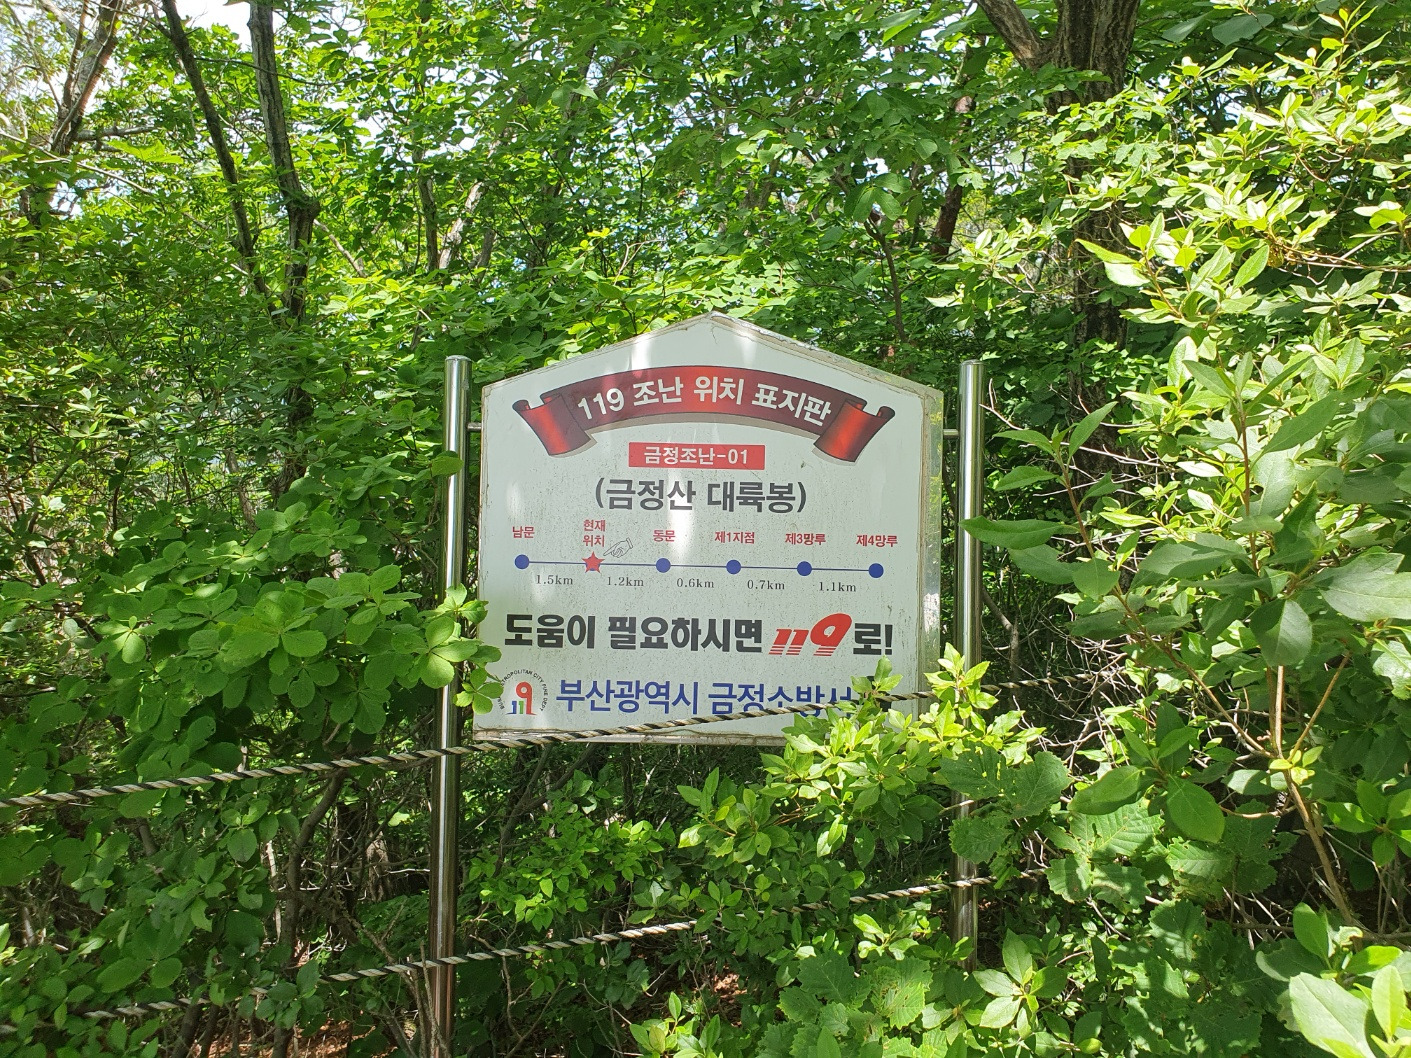 119 조난 위치 표지판
금정조난-01
(금정산 대륙봉)
남문 현재 위치 동문 제1지점 제3망루 제4망루
1.5km 1.2km 0.6km 0.7km 1.1km
도움이 필요하시면 119로!
119 부산광역시 금정소방서